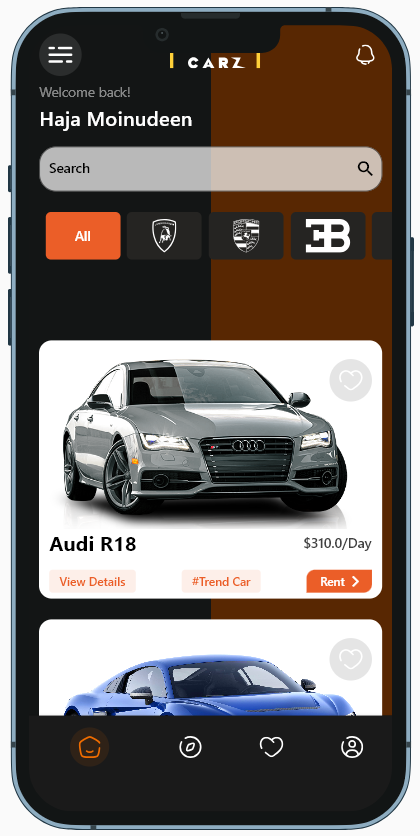 CARZ
Welcome back!
Haja Moinudeen
Search
All
Audi R18
$310.0/Day
View Details
#Trend Car
Rent